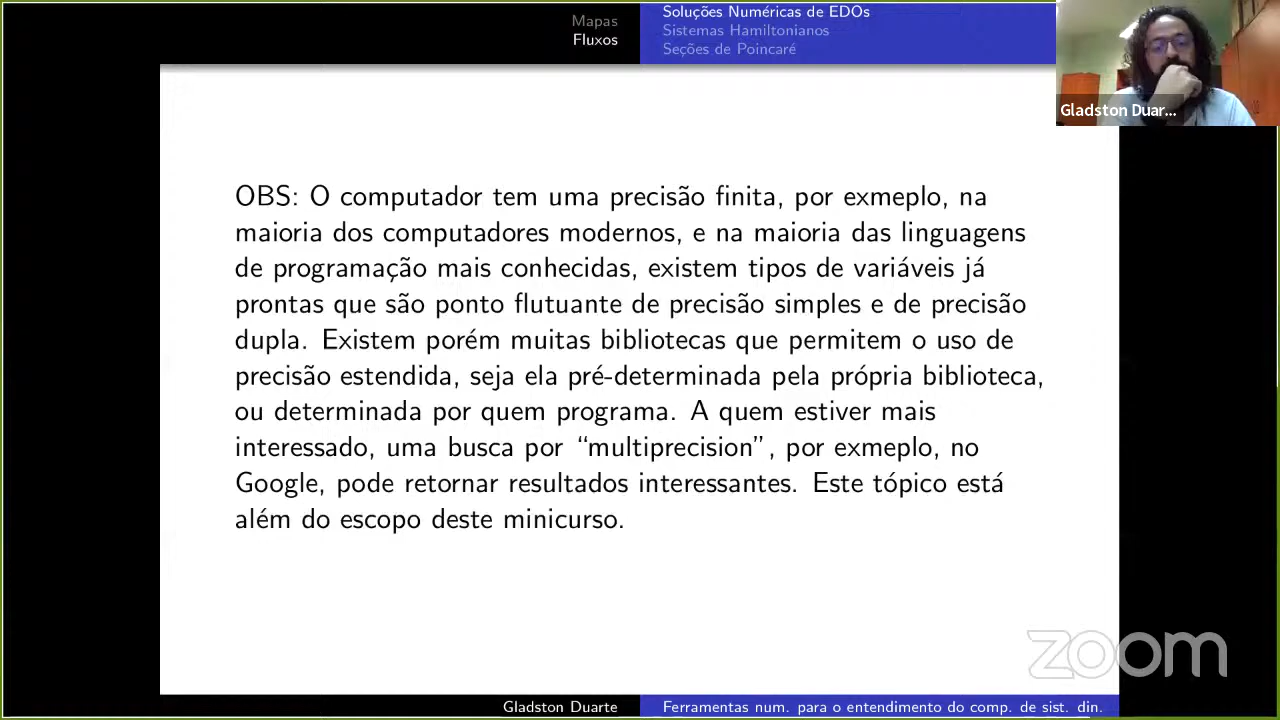 Mapas
Fluxos
Soluções Numéricas de EDOs
Sistemas Hamiltonianos
Seções de Poincaré
Gladston Duar...
OBS: O computador tem uma precisão finita, por exmeplo, na
maioria dos computadores modernos, e na maioria das linguagens
de programação mais conhecidas, existem tipos de variáveis já
prontas que são ponto flutuante de precisão simples e de precisão
dupla. Existem porém muitas bibliotecas que permitem o uso de
precisão estendida, seja ela pré-determinada pela própria biblioteca,
ou determinada por quem programa. A quem estiver mais
interessado, uma busca por “multiprecision”, por exmeplo, no
Google, pode retornar resultados interessantes. Este tópico está
além do escopo deste minicurso.
zoom
Gladston Duarte
Ferramentas num. para o entendimento do comp. de sist. din.